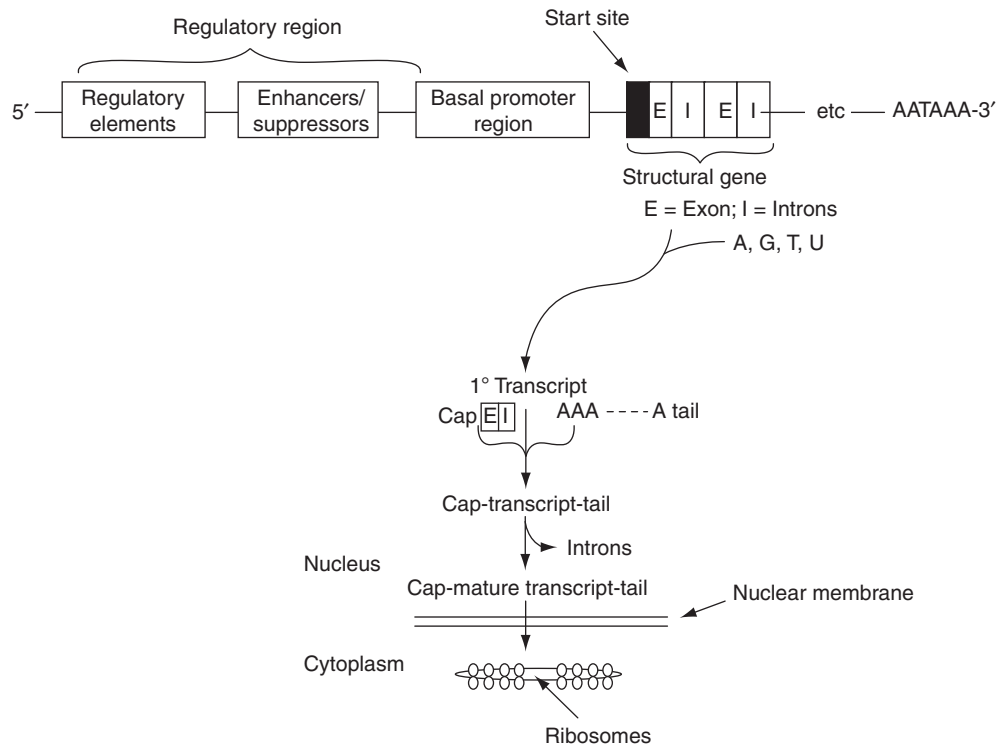 Start site
Regulatory region
5′
Regulatory
elements
Enhancers/
suppressors
Basal promoter
region
E I E I
etc
AATAAA-3′
Structural gene
E = Exon; I = Introns
A, G, T, U
1° Transcript
Cap E I AAA ---- A tail
Cap-transcript-tail
Introns
Nucleus
Cap-mature transcript-tail
Nuclear membrane
Cytoplasm
Ribosomes